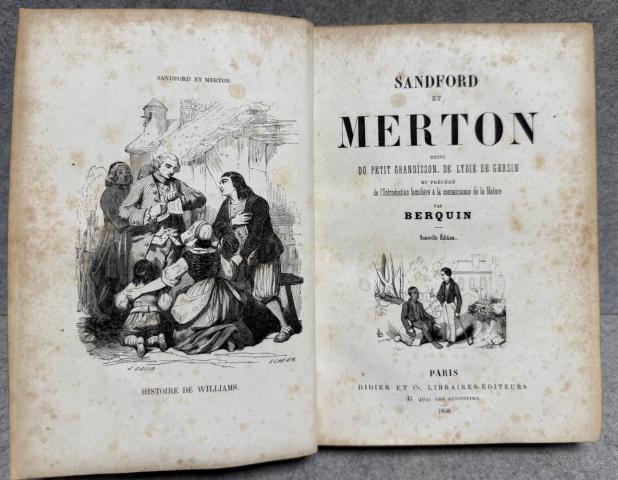 SANDFORD ET MERTON.
J. DAVID
HISTOIRE DE WILLIAMS.
SANDFORD
ET
MERTON
SUIVI
DU PETIT GRANDISSON, DE LYDIE DE GERSIN
ET PRÉCÉDÉ
de l'Introduction familière à la connaissance de la Nature
PAR
BERQUIN
Nouvelle Édition.
PARIS
DIDIER ET Ce, LIBRAIRES-ÉDITEURS
35 QUAI DES AUGUSTINS.
1858